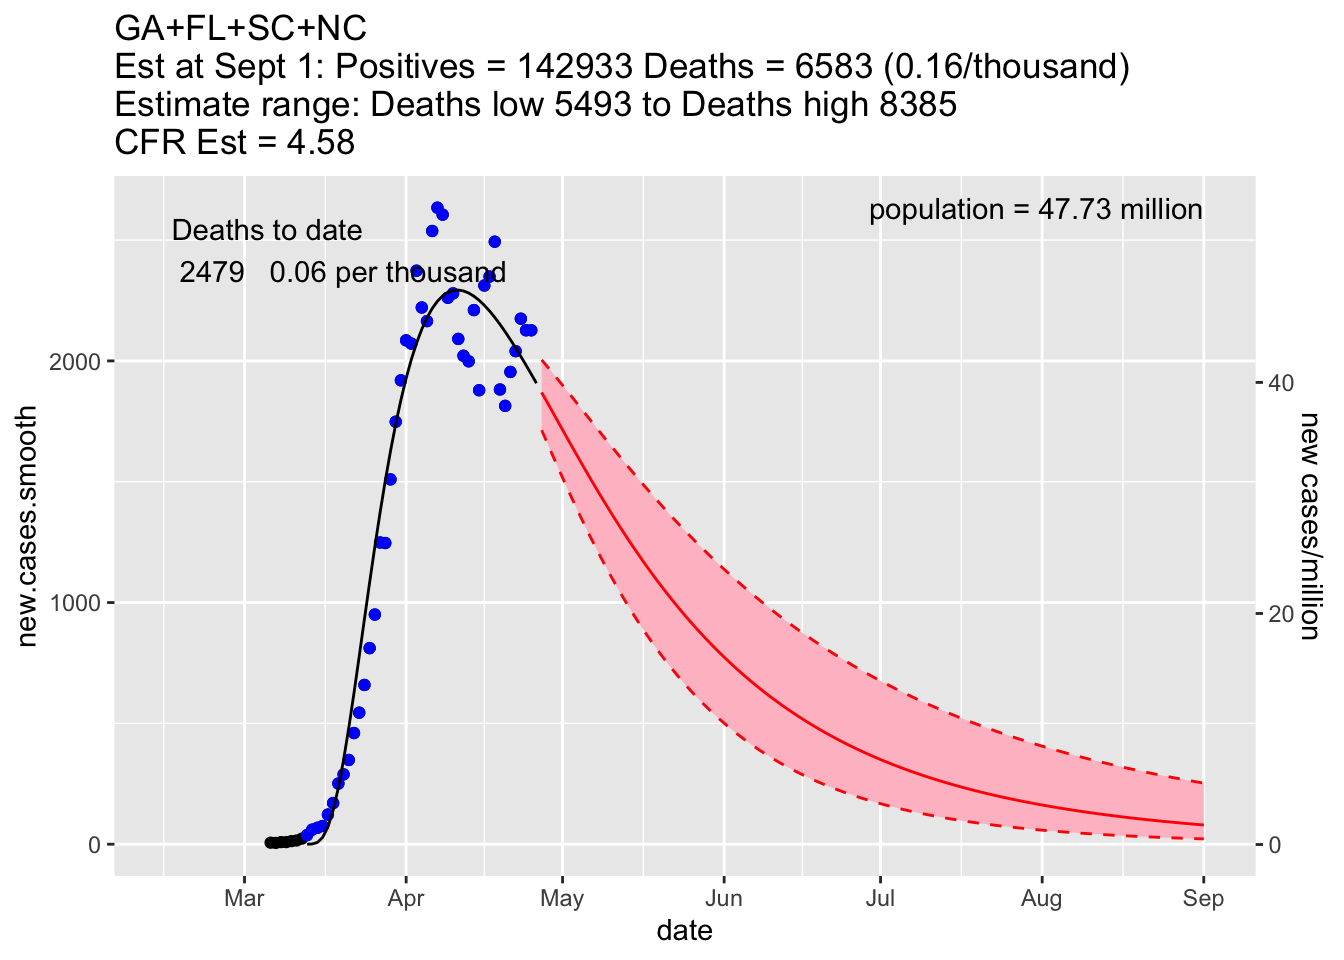 GA+FL+SC+NC
Est at Sept 1: Positives = 142933 Deaths = 6583 (0.16/thousand)
Estimate range: Deaths low 5493 to Deaths high 8385
CFR Est = 4.58
population = 47.73 million
Deaths to date
2479 0.06 per thousand
2000
1000
0
new.cases.smooth
40
20
0
new cases/million
Mar Apr May Jun Jul Aug Sep
date